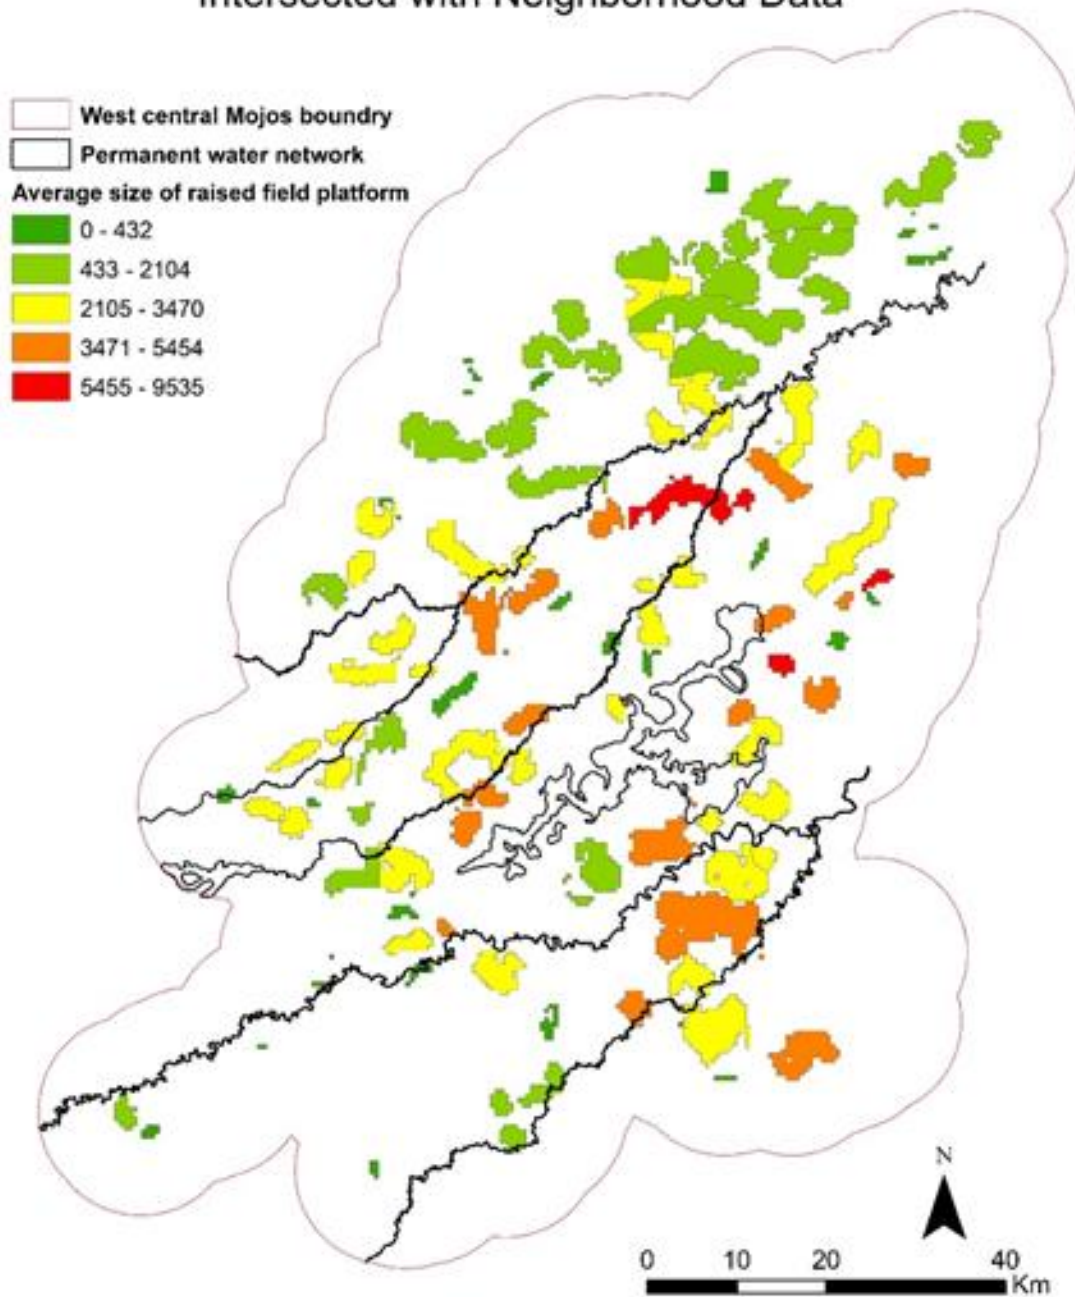 Intersected with Neighborhood Data
West central Mojos boundry
Permanent water network
Average size of raised field platform
0 - 432
433 - 2104
2105 - 3470
3471 - 5454
5455 - 9535
N
0 10 20 40
Km